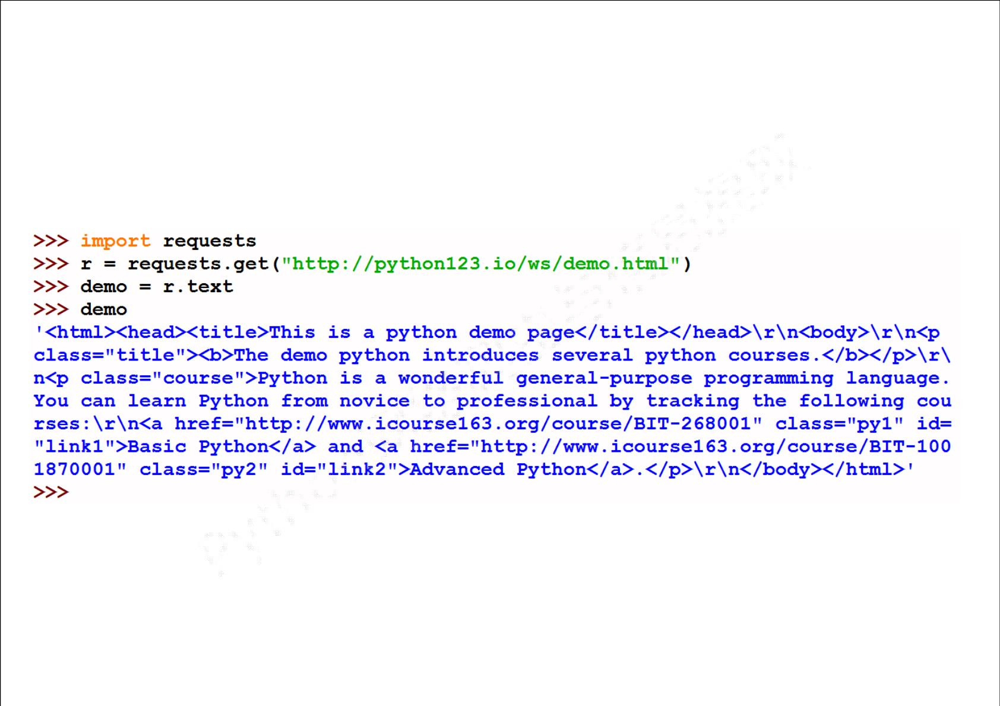 >>> import requests
>>> r = requests.get("http://python123.io/ws/demo.html")
>>> demo = r.text
>>> demo
'<html><head><title>This is a python demo page</title></head>\r\n<body>\r\n<p
class="title"><b>The demo python introduces several python courses.</b></p>\r\
n<p class="course">Python is a wonderful general-purpose programming language.
You can learn Python from novice to professional by tracking the following cou
rses:\r\n<a href="http://www.icourse163.org/course/BIT-268001" class="py1" id=
"link1">Basic Python</a> and <a href="http://www.icourse163.org/course/BIT-100
1870001" class="py2" id="link2">Advanced Python</a>.</p>\r\n</body></html>'
>>>